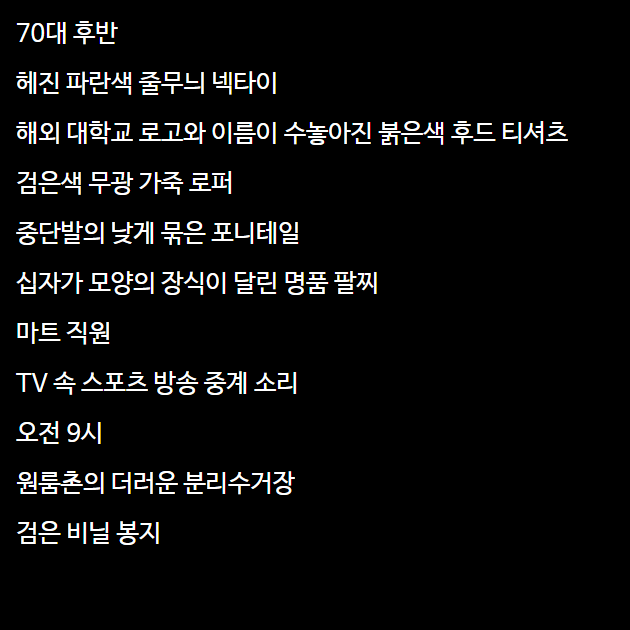 70대 후반
헤진 파란색 줄무늬 넥타이
해외 대학교 로고와 이름이 수놓아진 붉은색 후드 티셔츠
검은색 무광 가죽 로퍼
중단발의 낮게 묶은 포니테일
십자가 모양의 장식이 달린 명품 팔찌
마트 직원
TV 속 스포츠 방송 중계 소리
오전 9시
원룸촌의 더러운 분리수거장
검은 비닐 봉지